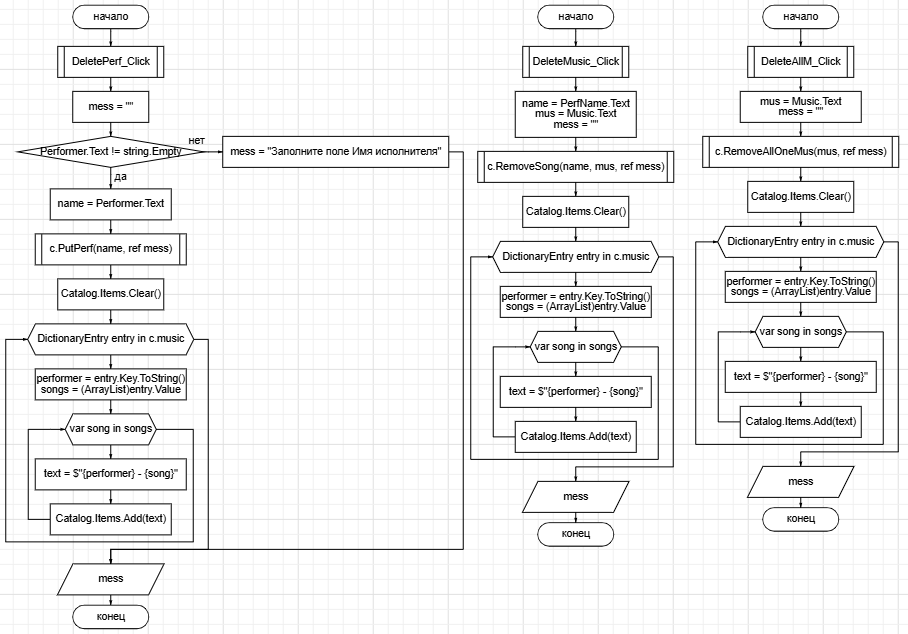 начало
DeletePerf_Click
mess = ""
Performer.Text != string.Empty
нет
mess = "Заполните поле Имя исполнителя"
да
name = Performer.Text
c.PutPerf(name, ref mess)
Catalog.Items.Clear()
DictionaryEntry entry in c.music
performer = entry.Key.ToString()
songs = (ArrayList)entry.Value
var song in songs
text = $"{performer} - {song}"
Catalog.Items.Add(text)
mess
конец
начало
DeleteMusic_Click
name = PerfName.Text
mus = Music.Text
mess = ""
c.RemoveSong(name, mus, ref mess)
Catalog.Items.Clear()
DictionaryEntry entry in c.music
performer = entry.Key.ToString()
songs = (ArrayList)entry.Value
var song in songs
text = $"{performer} - {song}"
Catalog.Items.Add(text)
mess
конец
начало
DeleteAllM_Click
mus = Music.Text
mess = ""
c.RemoveAllOneMus(mus, ref mess)
Catalog.Items.Clear()
DictionaryEntry entry in c.music
performer = entry.Key.ToString()
songs = (ArrayList)entry.Value
var song in songs
text = $"{performer} - {song}"
Catalog.Items.Add(text)
mess
конец